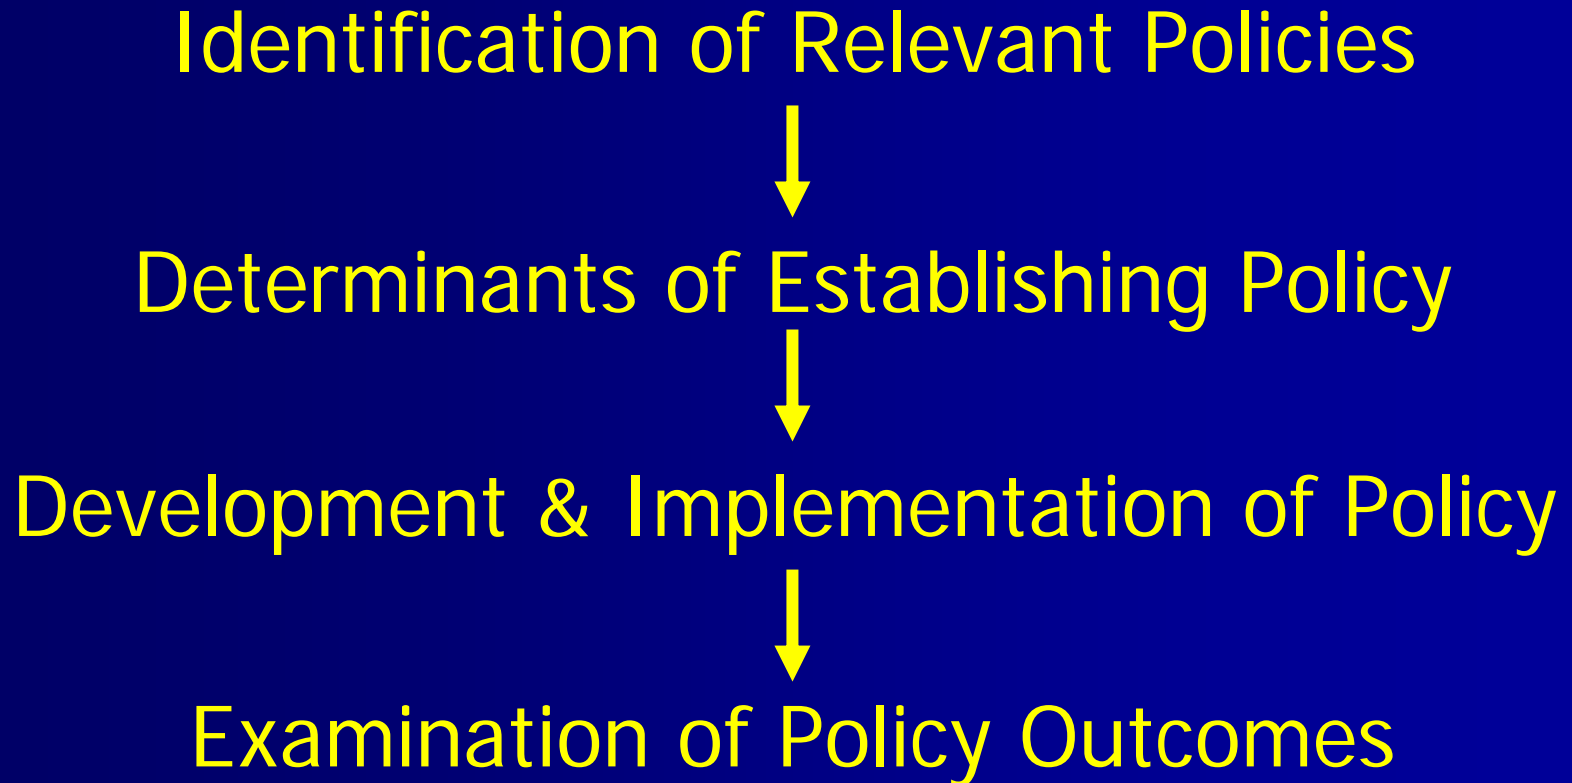 Identification of Relevant Policies
Determinants of Establishing Policy
Development & Implementation of Policy
Examination of Policy Outcomes